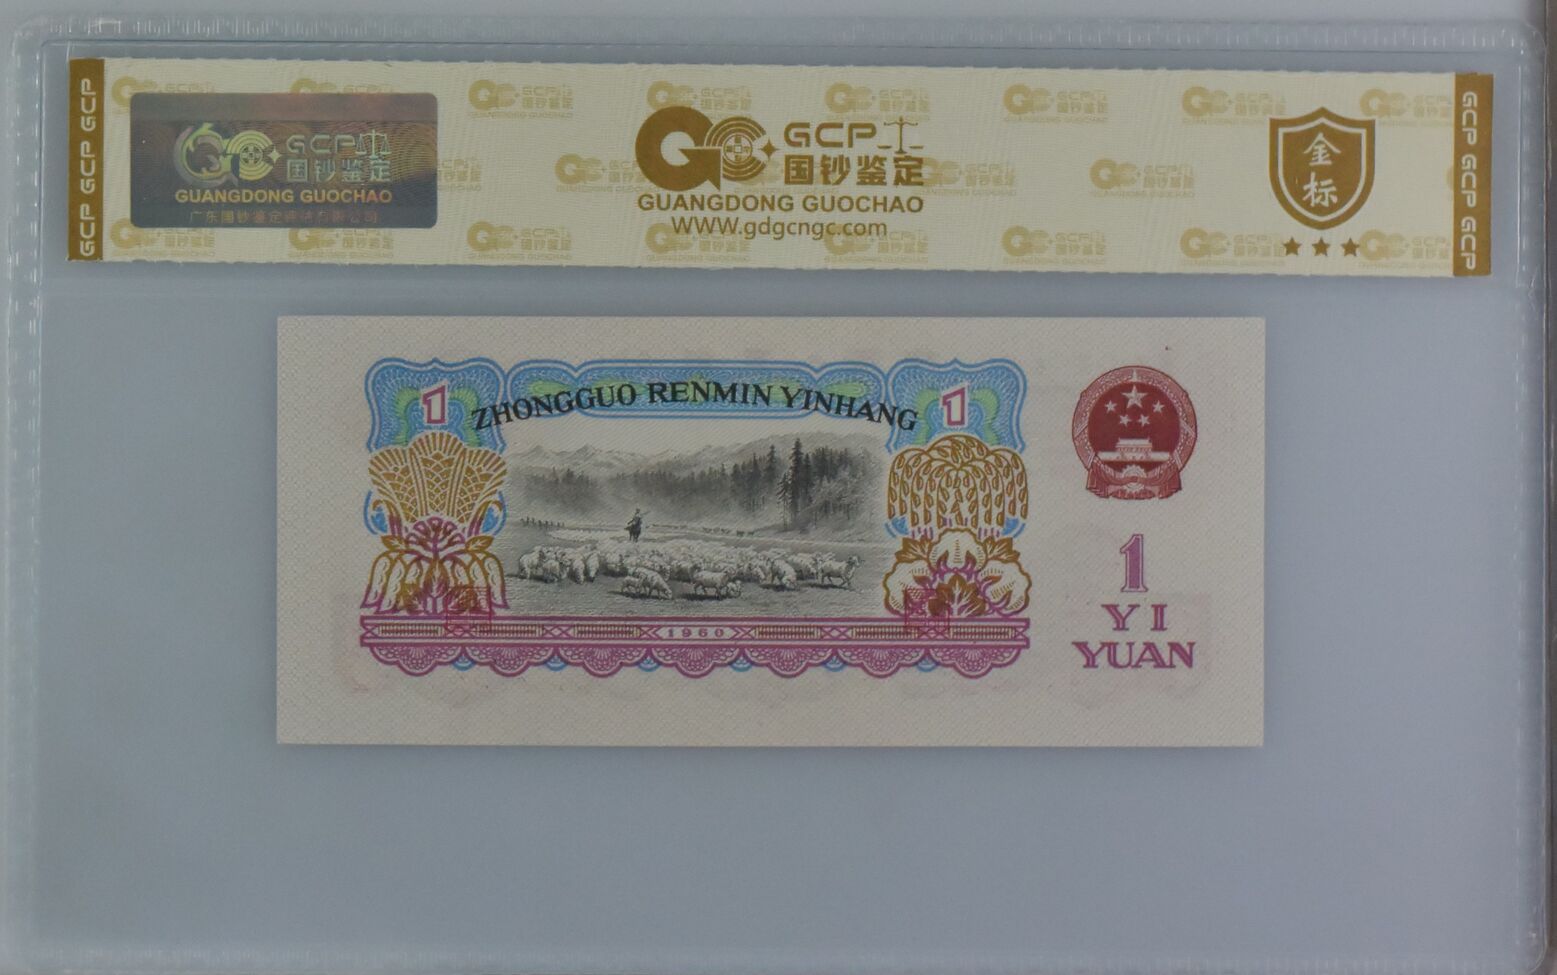 GCP GCP GCP
GCP
国钞鉴定
GUANGDONG GUOCHAO
GCP
国钞鉴定
GUANGDONG GUOCHAO
WWW.gdgcngc.com
金
标
GCP GCP GCP
1
ZHONGGUO RENMIN YINHANG
1
1960
1
YI
YUAN